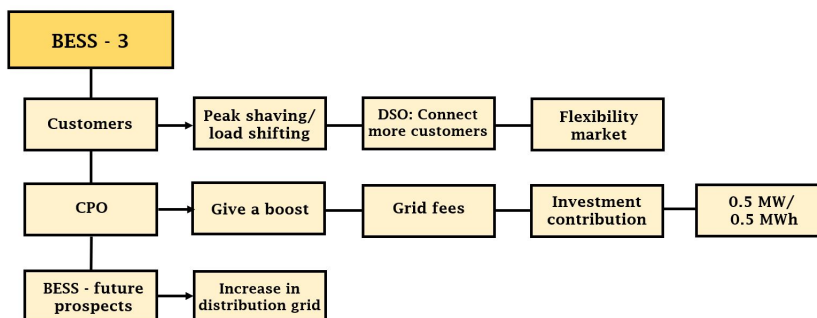 BESS - 3
Customers
Peak shaving/
load shifting
DSO: Connect
more customers
Flexibility
market
CPO
Give a boost
Grid fees
Investment
contribution
0.5 MW/
0.5 MWh
BESS - future
prospects
Increase in
distribution grid